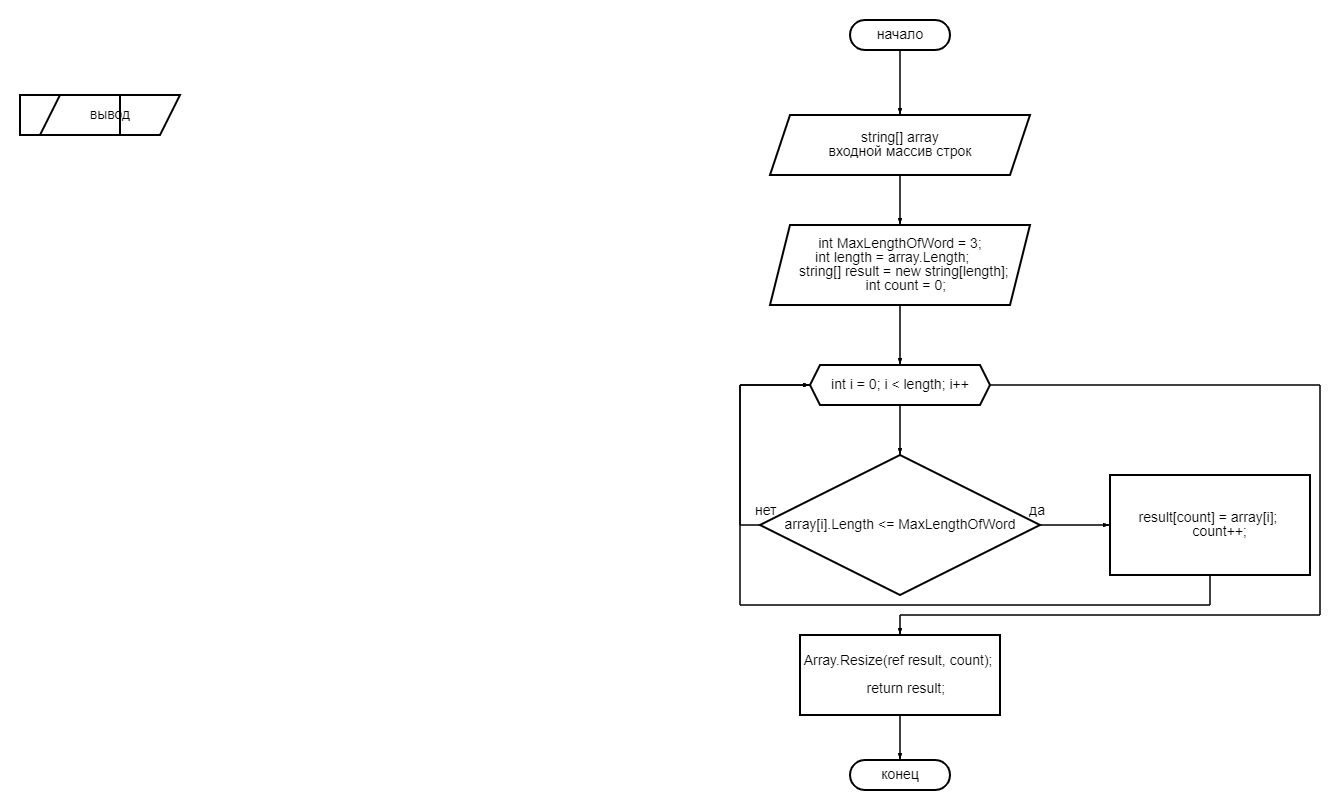 начало
вывод
string[] array
входной массив строк
int MaxLengthOfWord = 3;
int length = array.Length;
string[] result = new string[length];
int count = 0;
int i = 0; i < length; i++
нет
да
array[i].Length <= MaxLengthOfWord
result[count] = array[i];
count++;
Array.Resize(ref result, count);
return result;
конец